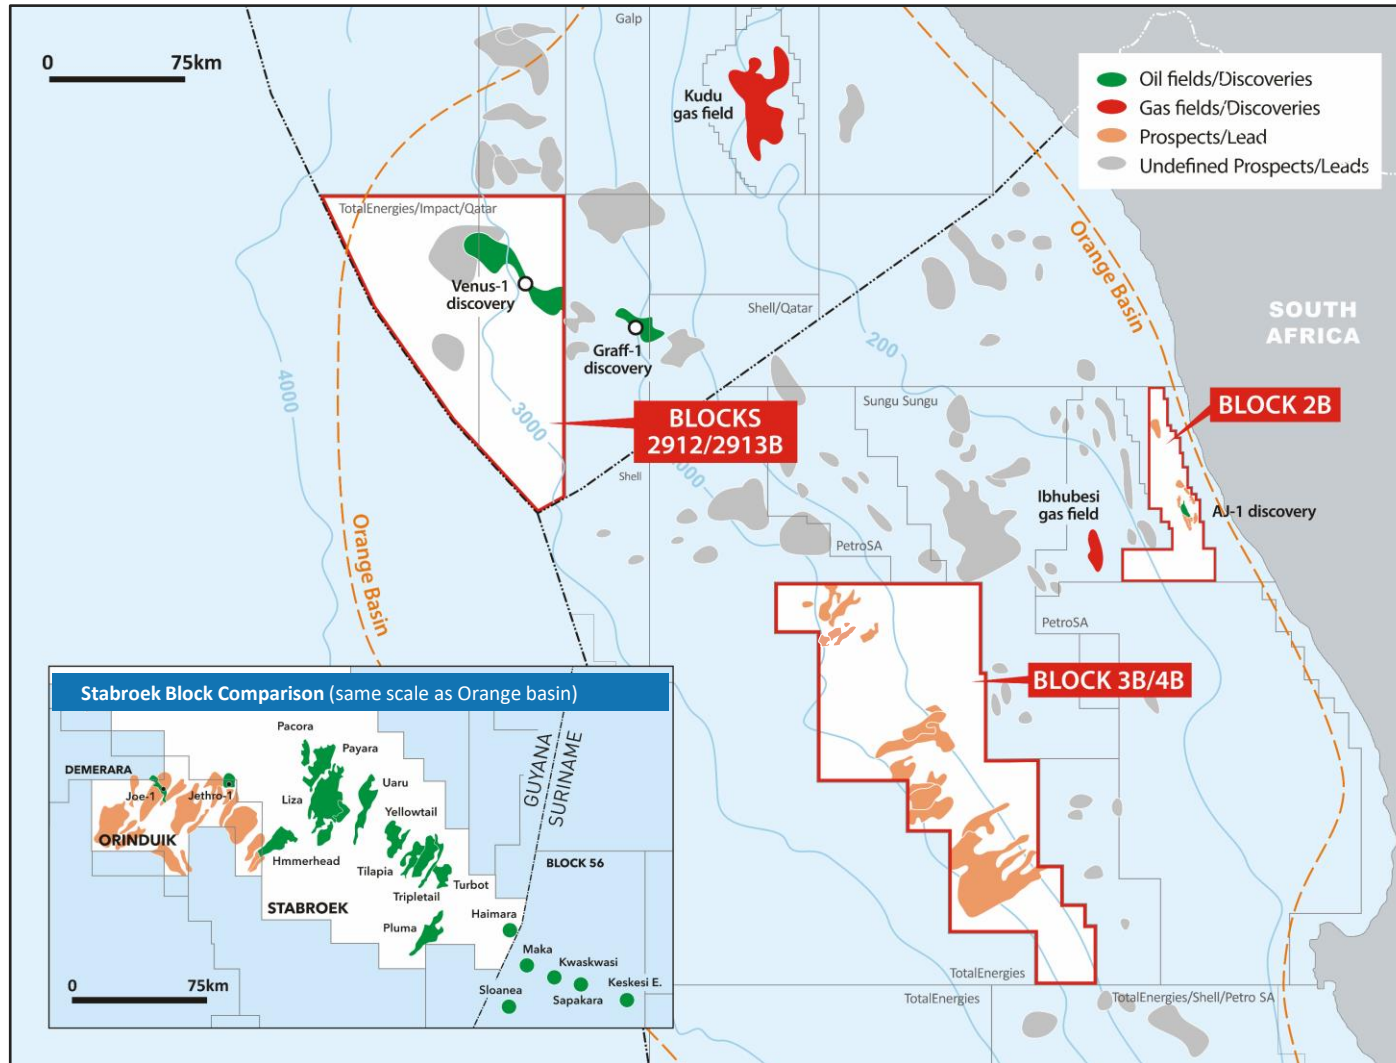 Galp
0 75km
Kudu
gas field
Oil fields/Discoveries
Gas fields/Discoveries
Prospects/Lead
Undefined Prospects/Leads
TotalEnergies/Impact/Qatar
Orange Basin
Venus-1
discovery
Shell/Qatar
SOUTH
AFRICA
Graff-1
discovery
200
4000
3000
Sungu Sungu
BLOCK 2B
BLOCKS
2912/2913B
000
Shell
Ibhubesi
gas field
AJ-1 discovery
Orange Basin
PetroSA
PetroSA
BLOCK 3B/4B
TotalEnergies
TotalEnergies
TotalEnergies/Shell/Petro SA
Stabroek Block Comparison (same scale as Orange basin)
Pacora
Payara
GUYANA
SURINAME
DEMERARA
Joe-1
Jethro-1
Uaru
Liza
Yellowtail
ORINDUIK
Hmmerhead
Tilapia
BLOCK 56
Turbot
Tripletail
STABROEK
Haimara
Pluma
Maka
Kwaskwasi
Sloanea
Sapakara
Keskesi E.
0 75km